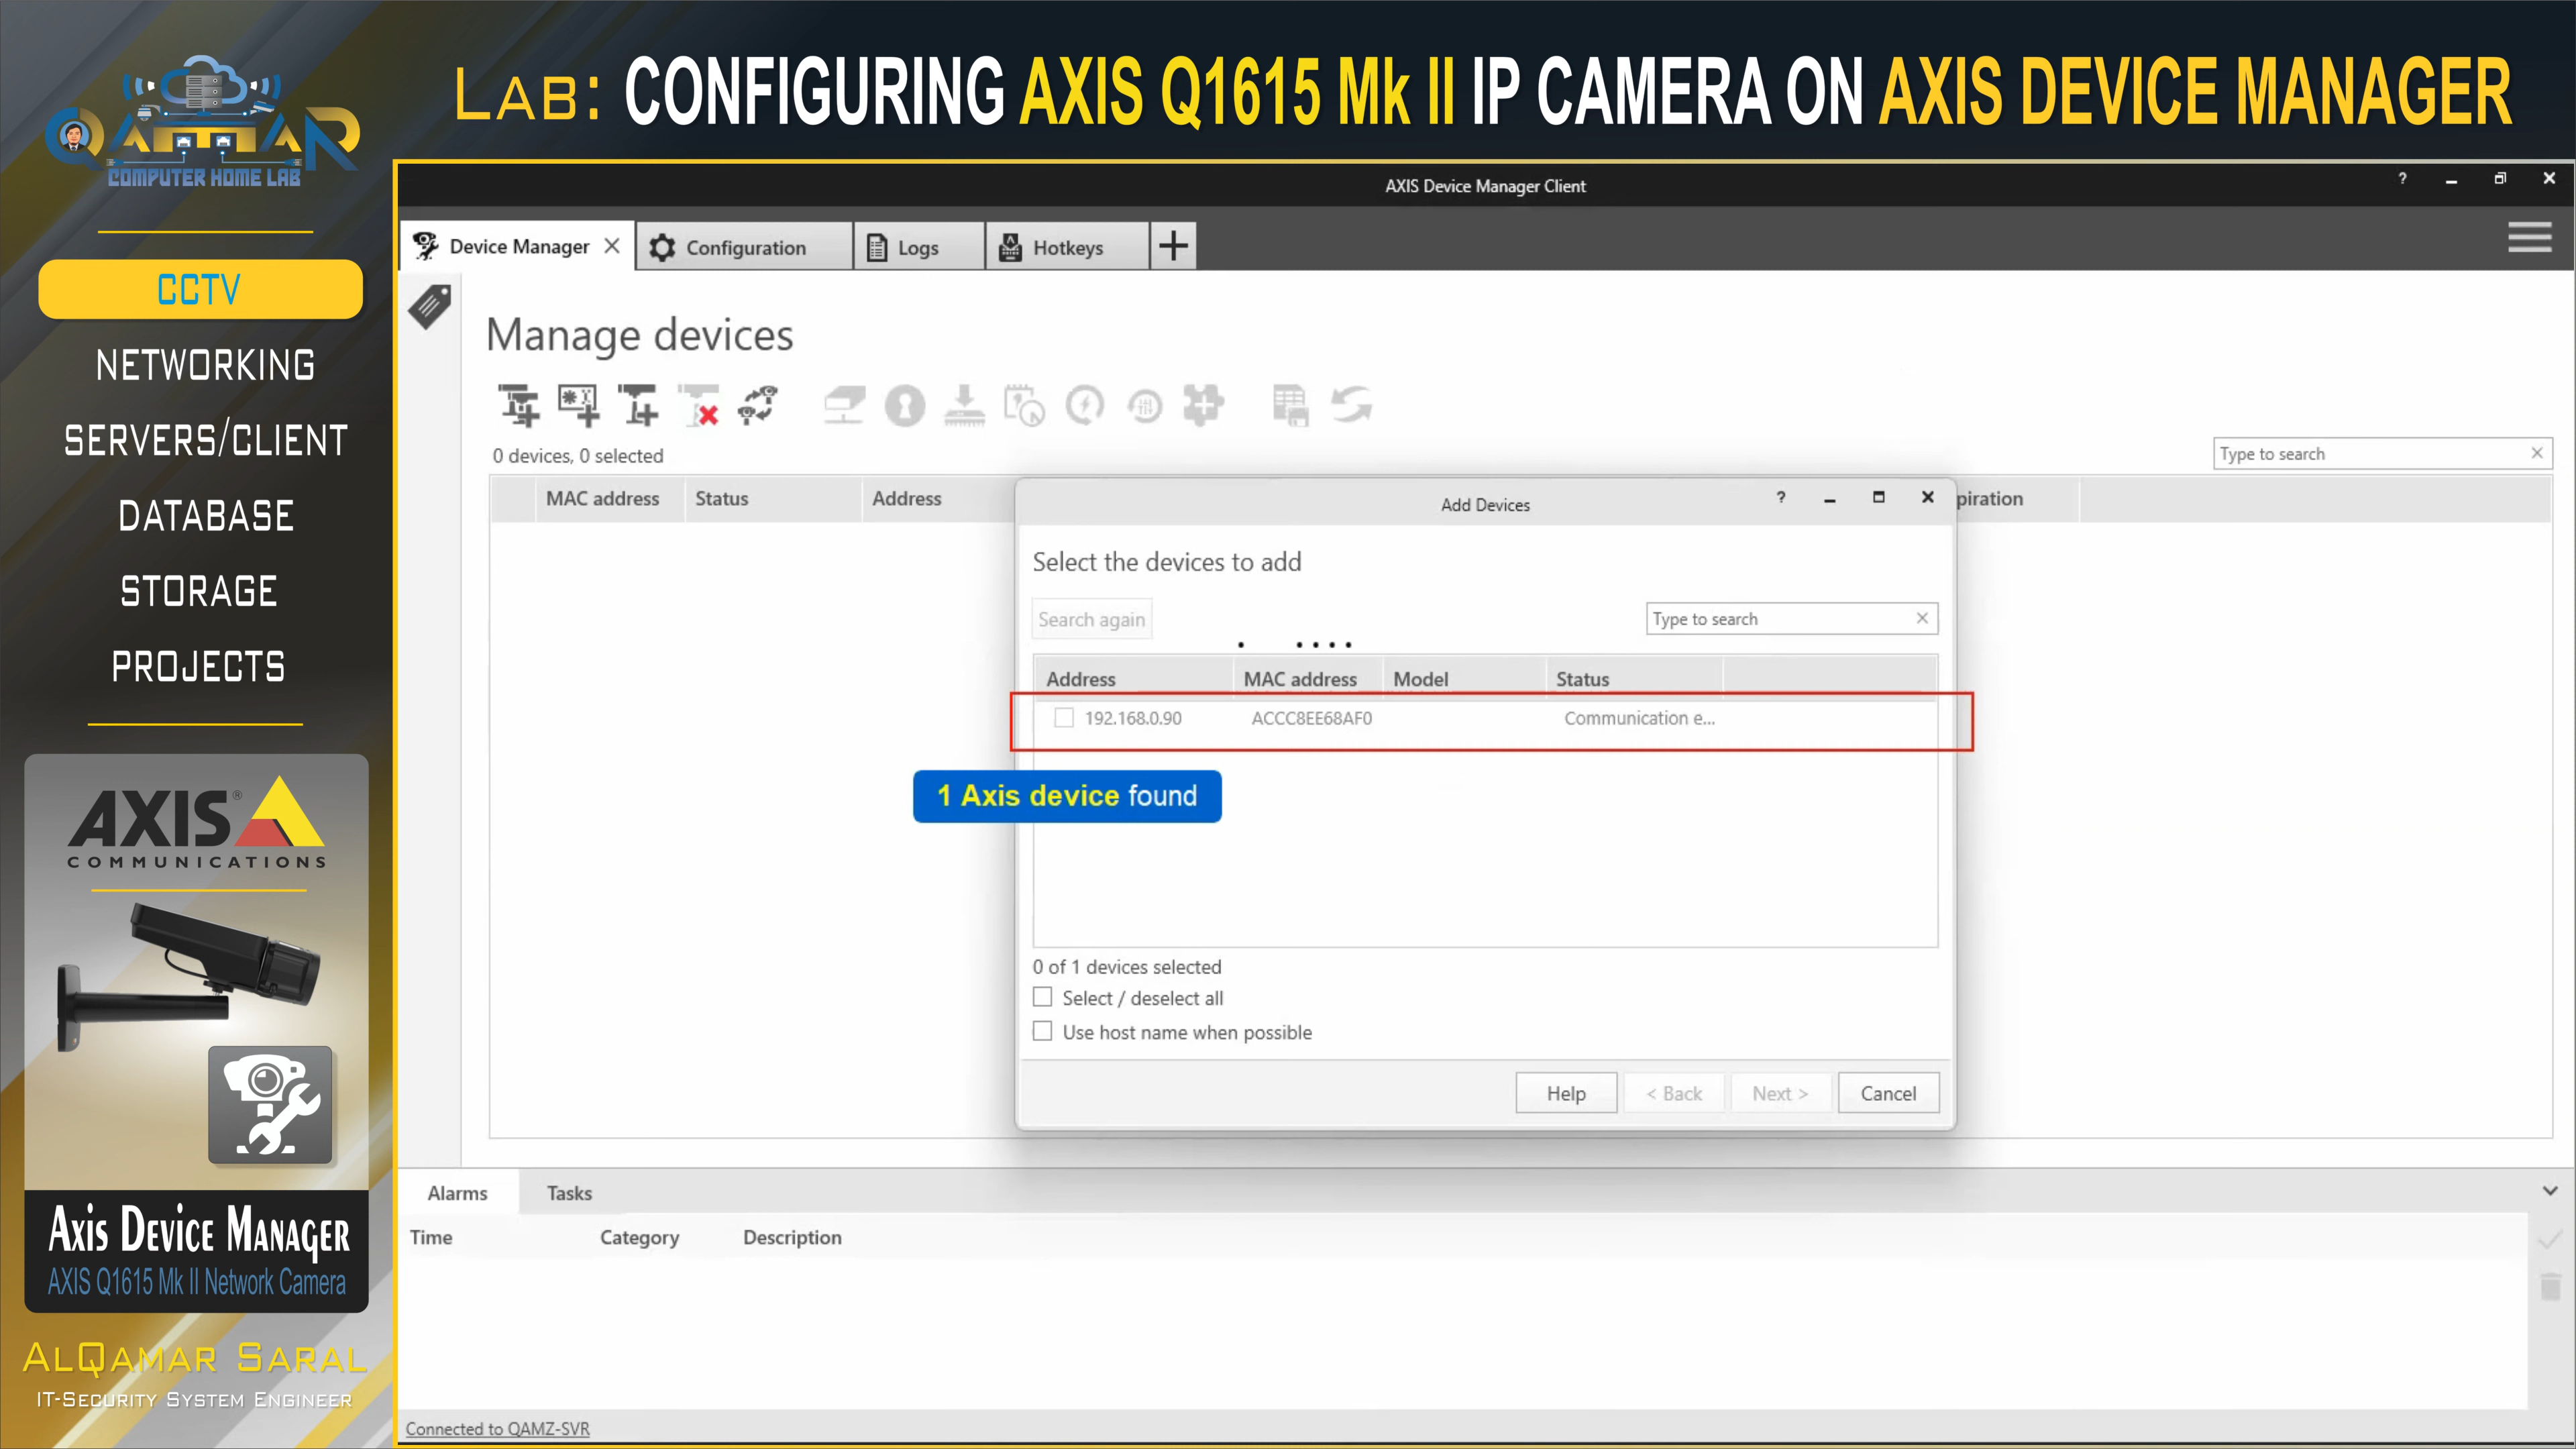 Lab: CONFIGURING AXIS Q1615 Mk II IP CAMERA ON AXIS DEVICE MANAGER
QAMAR
COMPUTER HOME LAB
CCTV
NETWORKING
SERVERS/CLIENT
DATABASE
STORAGE
PROJECTS
AXIS®
COMMUNICATIONS
Axis Device Manager
AXIS Q1615 Mk II Network Camera
AlQamar Saral
IT-Security System Engineer
AXIS Device Manager Client
Device Manager
Configuration
Logs
Hotkeys
Manage devices
0 devices, 0 selected
Type to search
MAC address Status Address piration
Add Devices
Select the devices to add
Search again
Type to search
Address MAC address Model Status
192.168.0.90 ACCC8EE68AF0 Communication e...
1 Axis device found
0 of 1 devices selected
Select / deselect all
Use host name when possible
Help < Back Next > Cancel
Alarms Tasks
Time Category Description
Connected to QAMZ-SVR